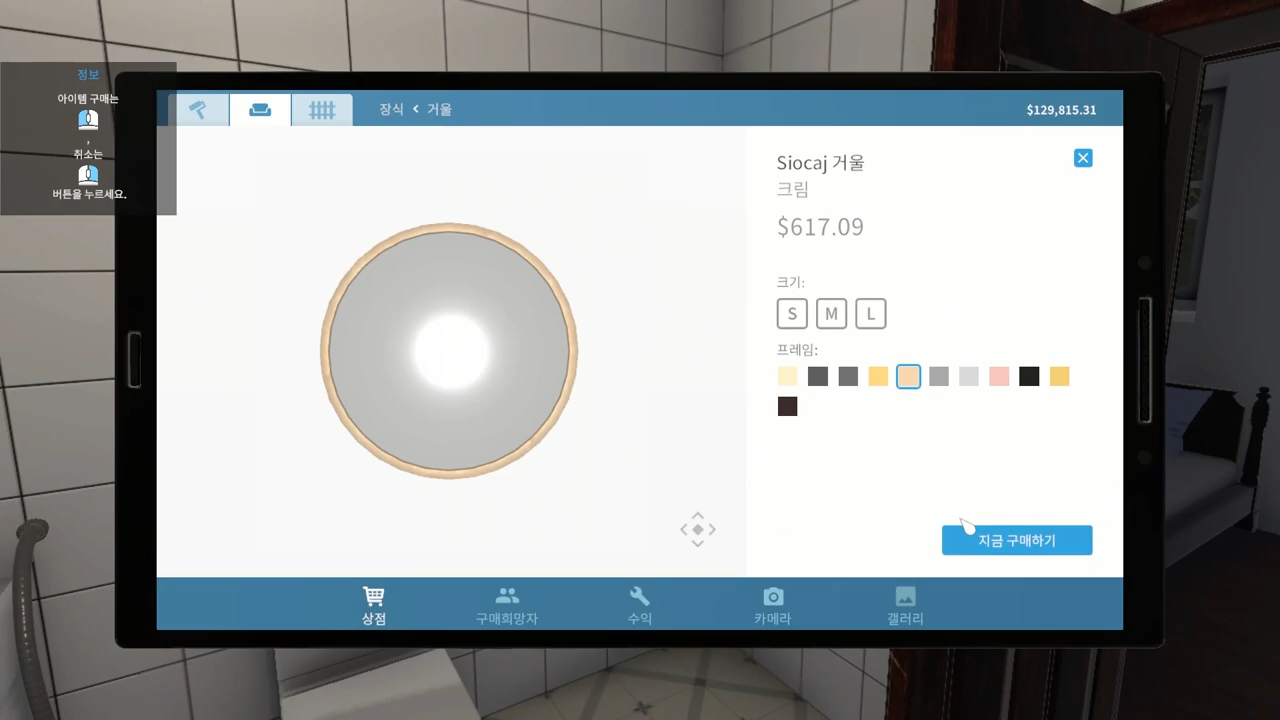 정보
아이템 구매는
,
취소는
버튼을 누르세요.
장식 < 거울
$129,815.31
Siocaj 거울
크림
$617.09
크기:
S M L
프레임:
지금 구매하기
상점 구매희망자 수익 카메라 갤러리